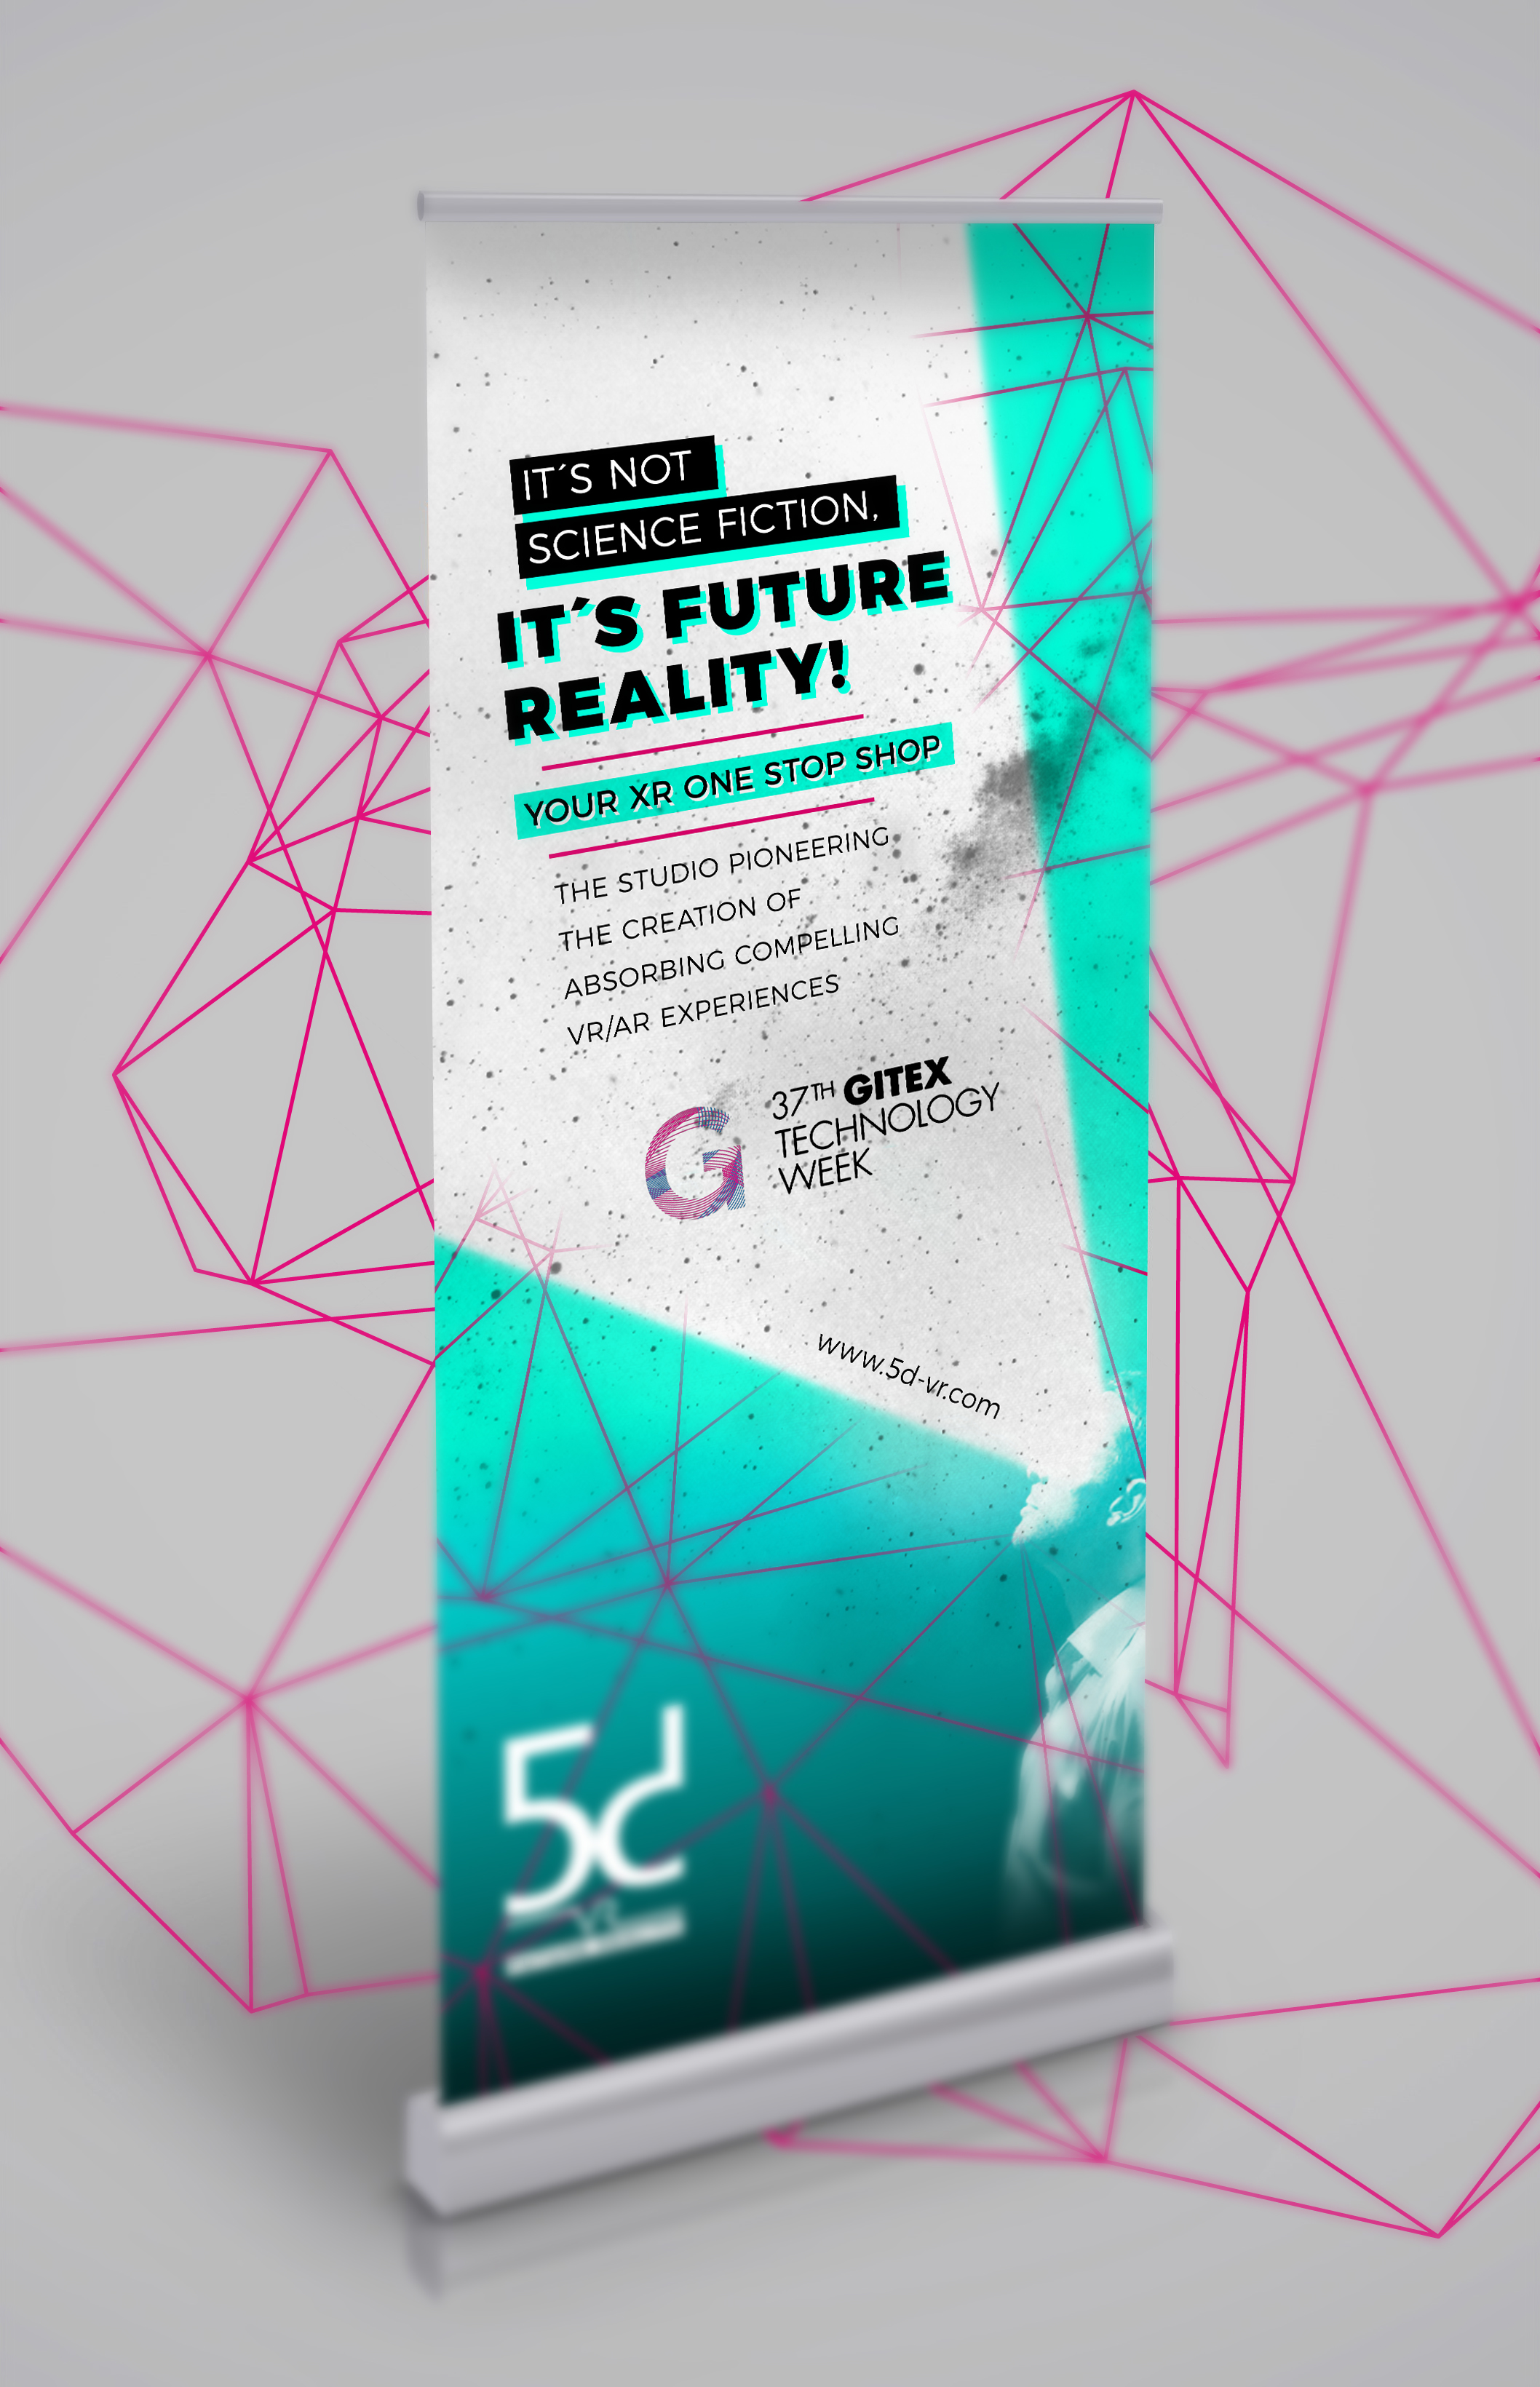 IT´S NOT
SCIENCE FICTION,
IT´S FUTURE
REALITY!
YOUR XR ONE STOP SHOP
THE STUDIO PIONEERING
THE CREATION OF
ABSORBING COMPELLING
VR/AR EXPERIENCES
G
37TH GITEX
TECHNOLOGY
WEEK
www.5d-vr.com
5d
VR